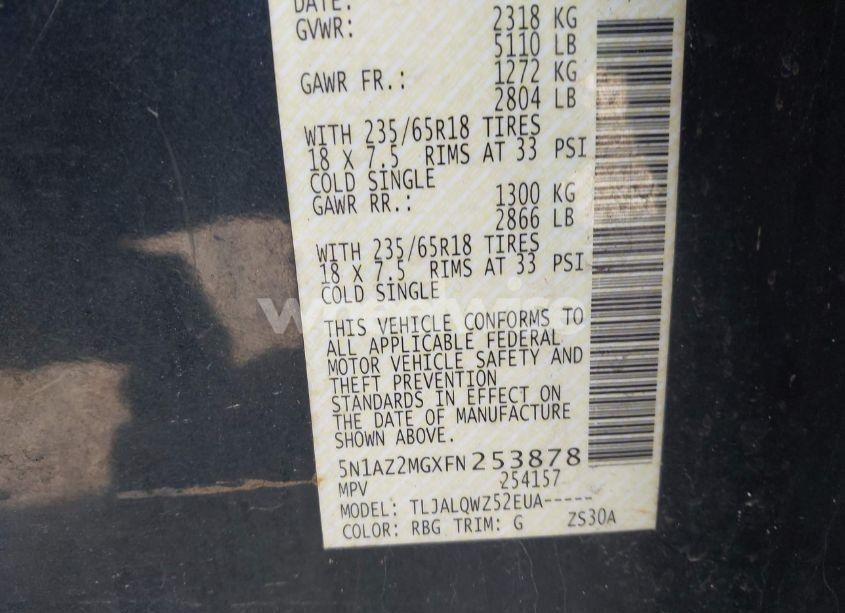 DATE:
GVWR: 2318 KG
5110 LB
GAWR FR.: 1272 KG
2804 LB
WITH 235/65R18 TIRES
18 X 7.5 RIMS AT 33 PSI
COLD SINGLE
GAWR RR.: 1300 KG
2866 LB
WITH 235/65R18 TIRES
18 X 7.5 RIMS AT 33 PSI
COLD SINGLE
THIS VEHICLE CONFORMS TO
ALL APPLICABLE FEDERAL
MOTOR VEHICLE SAFETY AND
THEFT PREVENTION
STANDARDS IN EFFECT ON
THE DATE OF MANUFACTURE
SHOWN ABOVE.
5N1AZ2MGXFN253878
MPV 254157
MODEL: TLJALQWZ52EUA-----
COLOR: RBG TRIM: G ZS30A